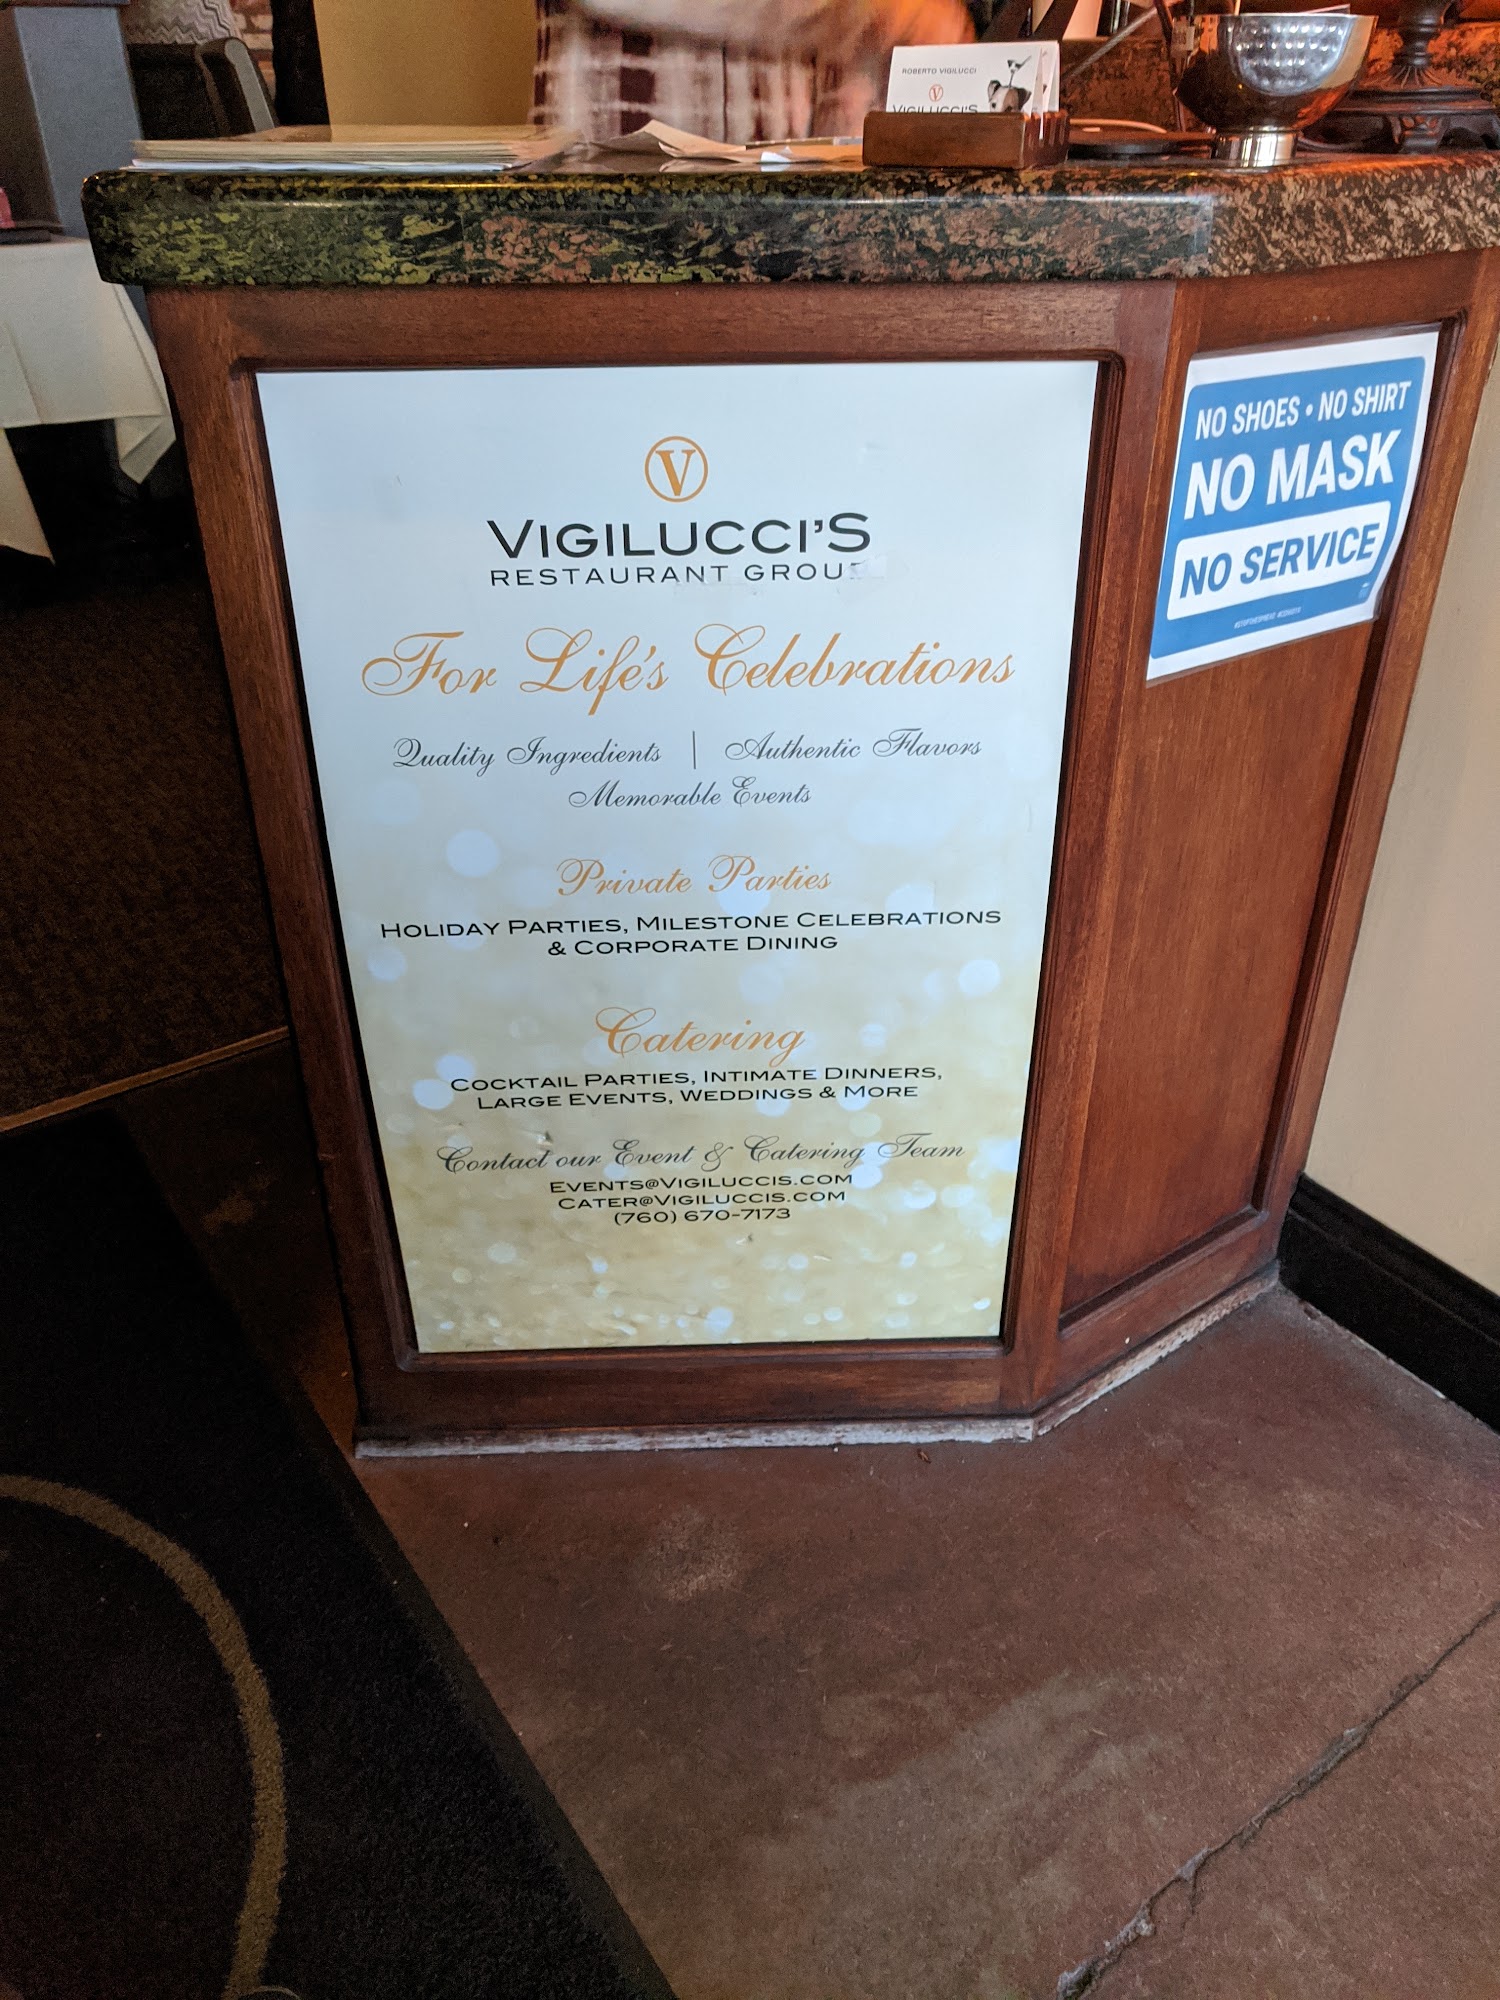 ROBERTO VIGILUCCI
V
VIGILUCCI'S
V
VIGILUCCI'S
RESTAURANT GROU
For Life's Celebrations
Quality Ingredients | Authentic Flavors
Memorable Events
Private Parties
HOLIDAY PARTIES, MILESTONE CELEBRATIONS
& CORPORATE DINING
Catering
COCKTAIL PARTIES, INTIMATE DINNERS,
LARGE EVENTS, WEDDINGS & MORE
Contact our Event & Catering Team
EVENTS@VIGILUCCIS.COM
CATER@VIGILUCCIS.COM
(760) 670-7173
NO SHOES • NO SHIRT
NO MASK
NO SERVICE